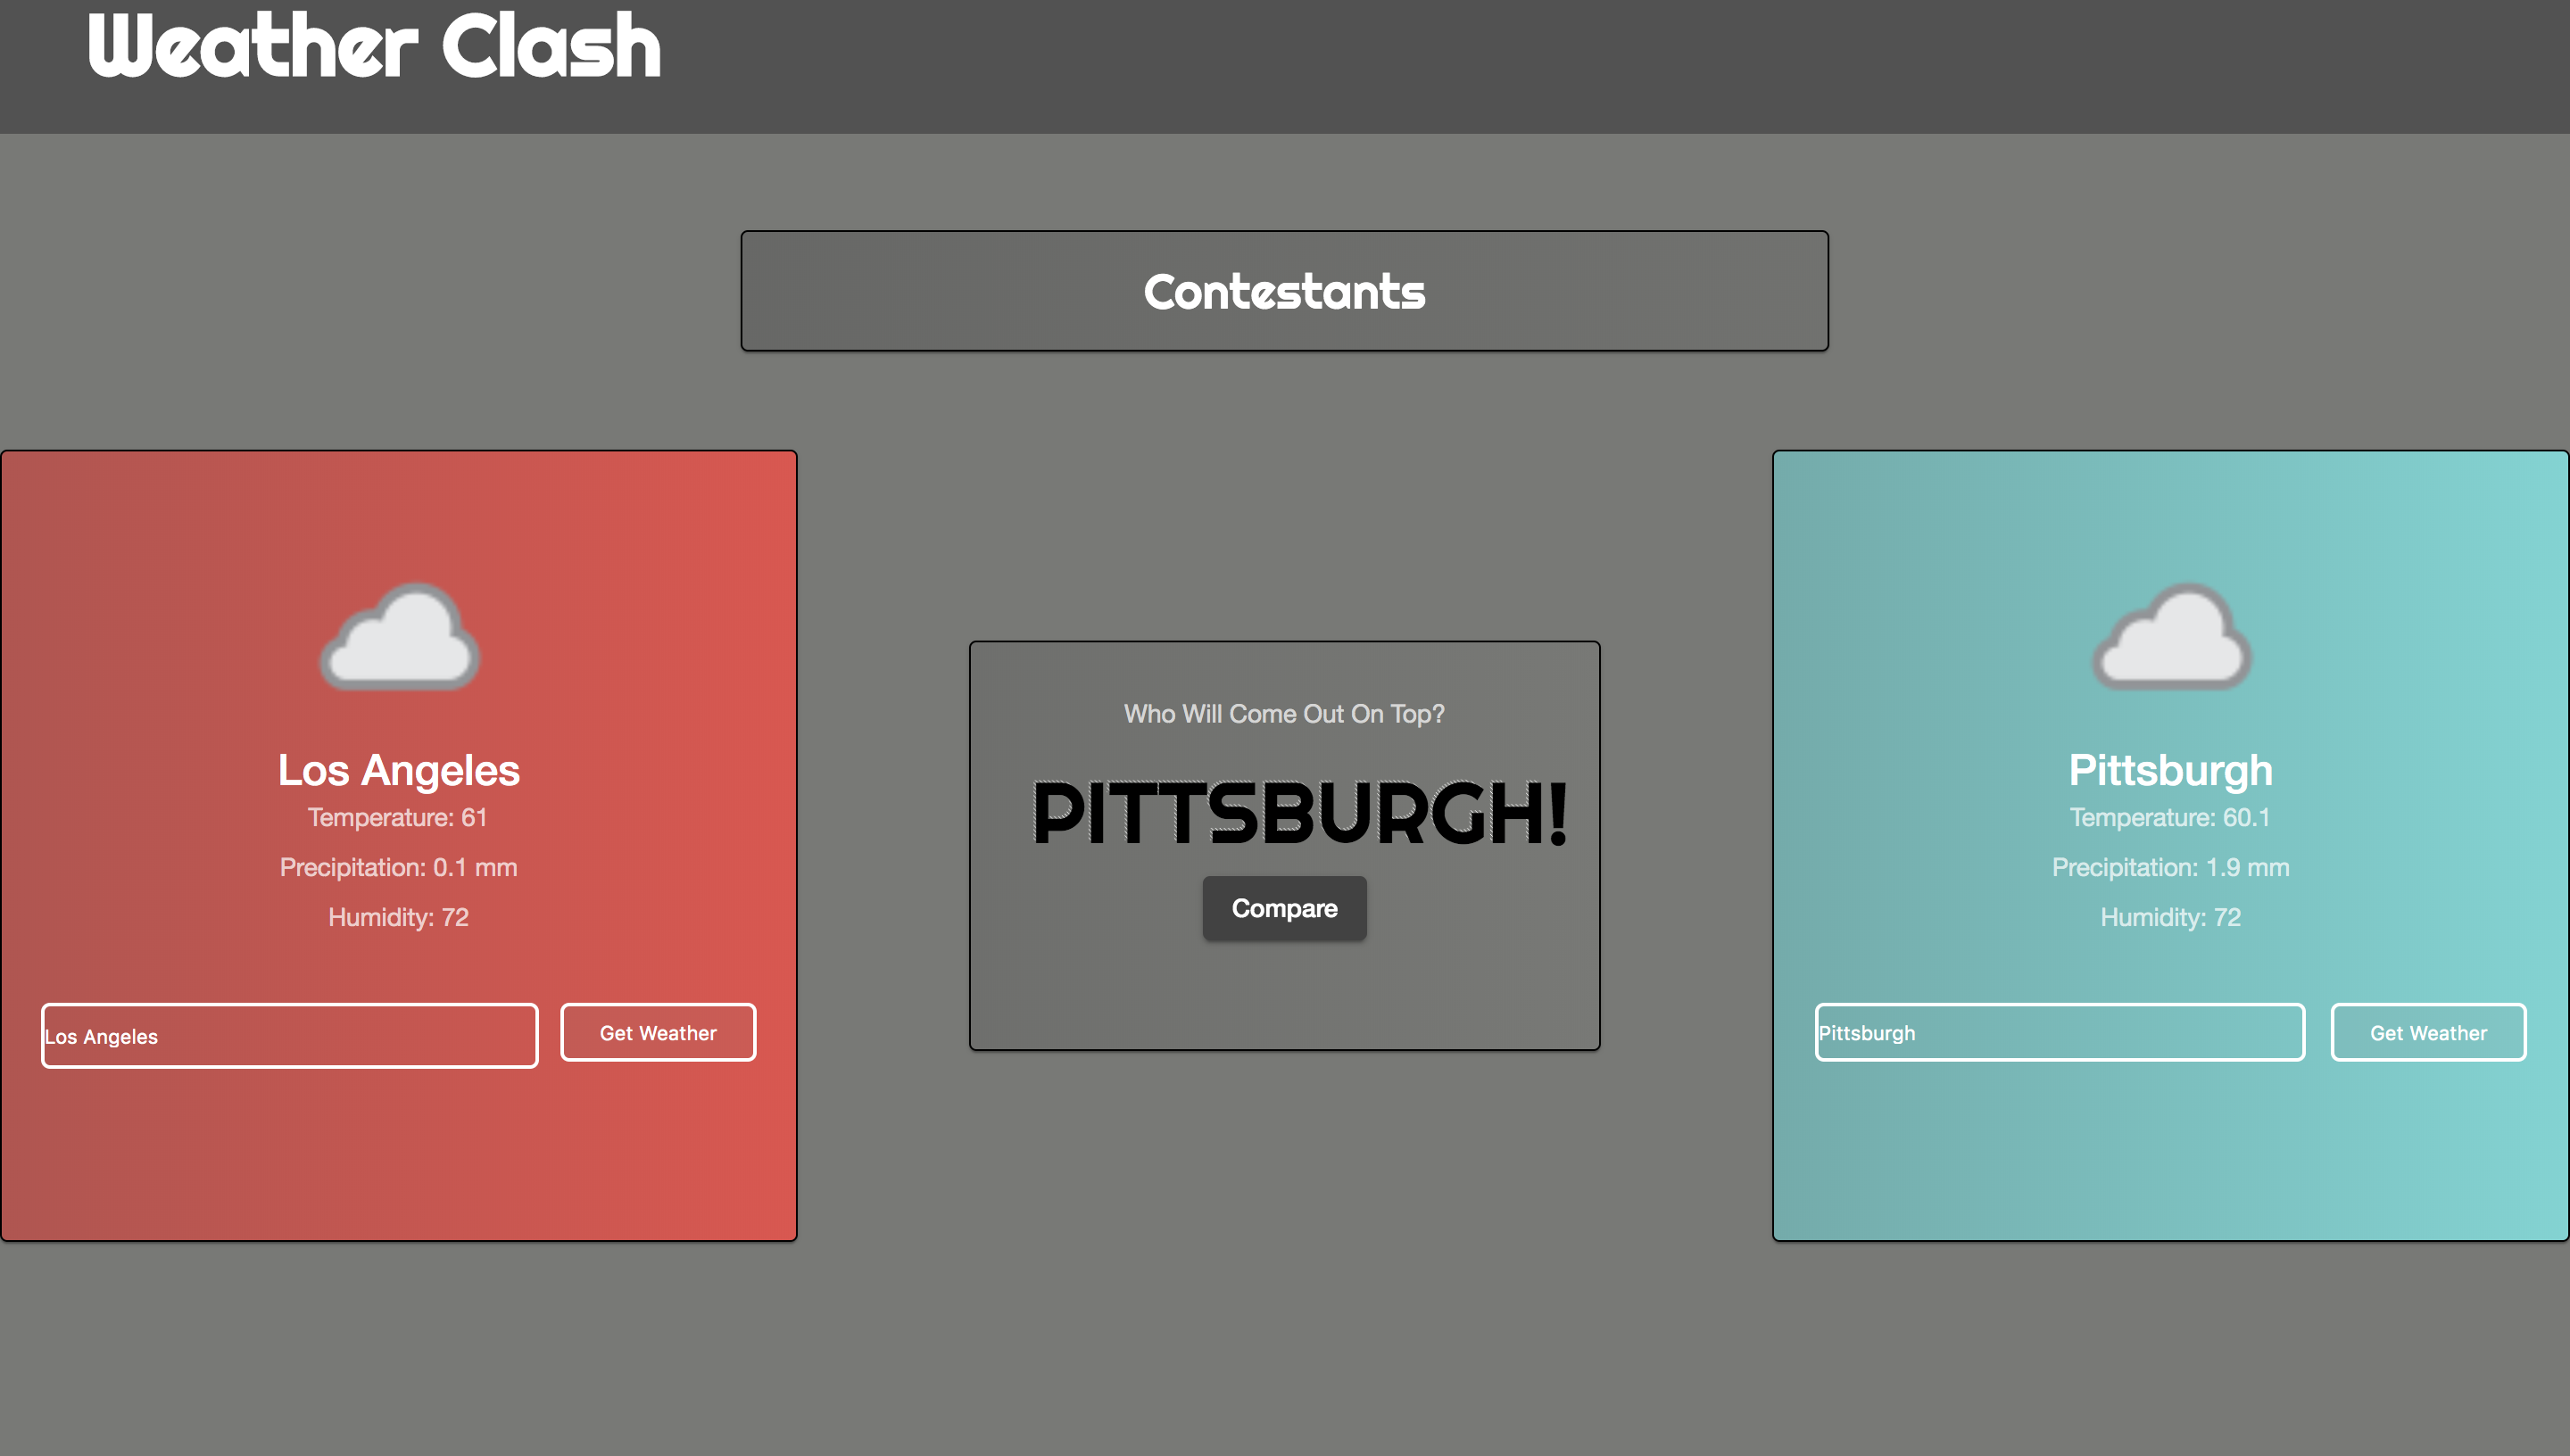 Weather Clash
Contestants
Los Angeles
Temperature: 61
Precipitation: 0.1 mm
Humidity: 72
Los Angeles
Get Weather
Who Will Come Out On Top?
PITTSBURGH!
Compare
Pittsburgh
Temperature: 60.1
Precipitation: 1.9 mm
Humidity: 72
Pittsburgh
Get Weather